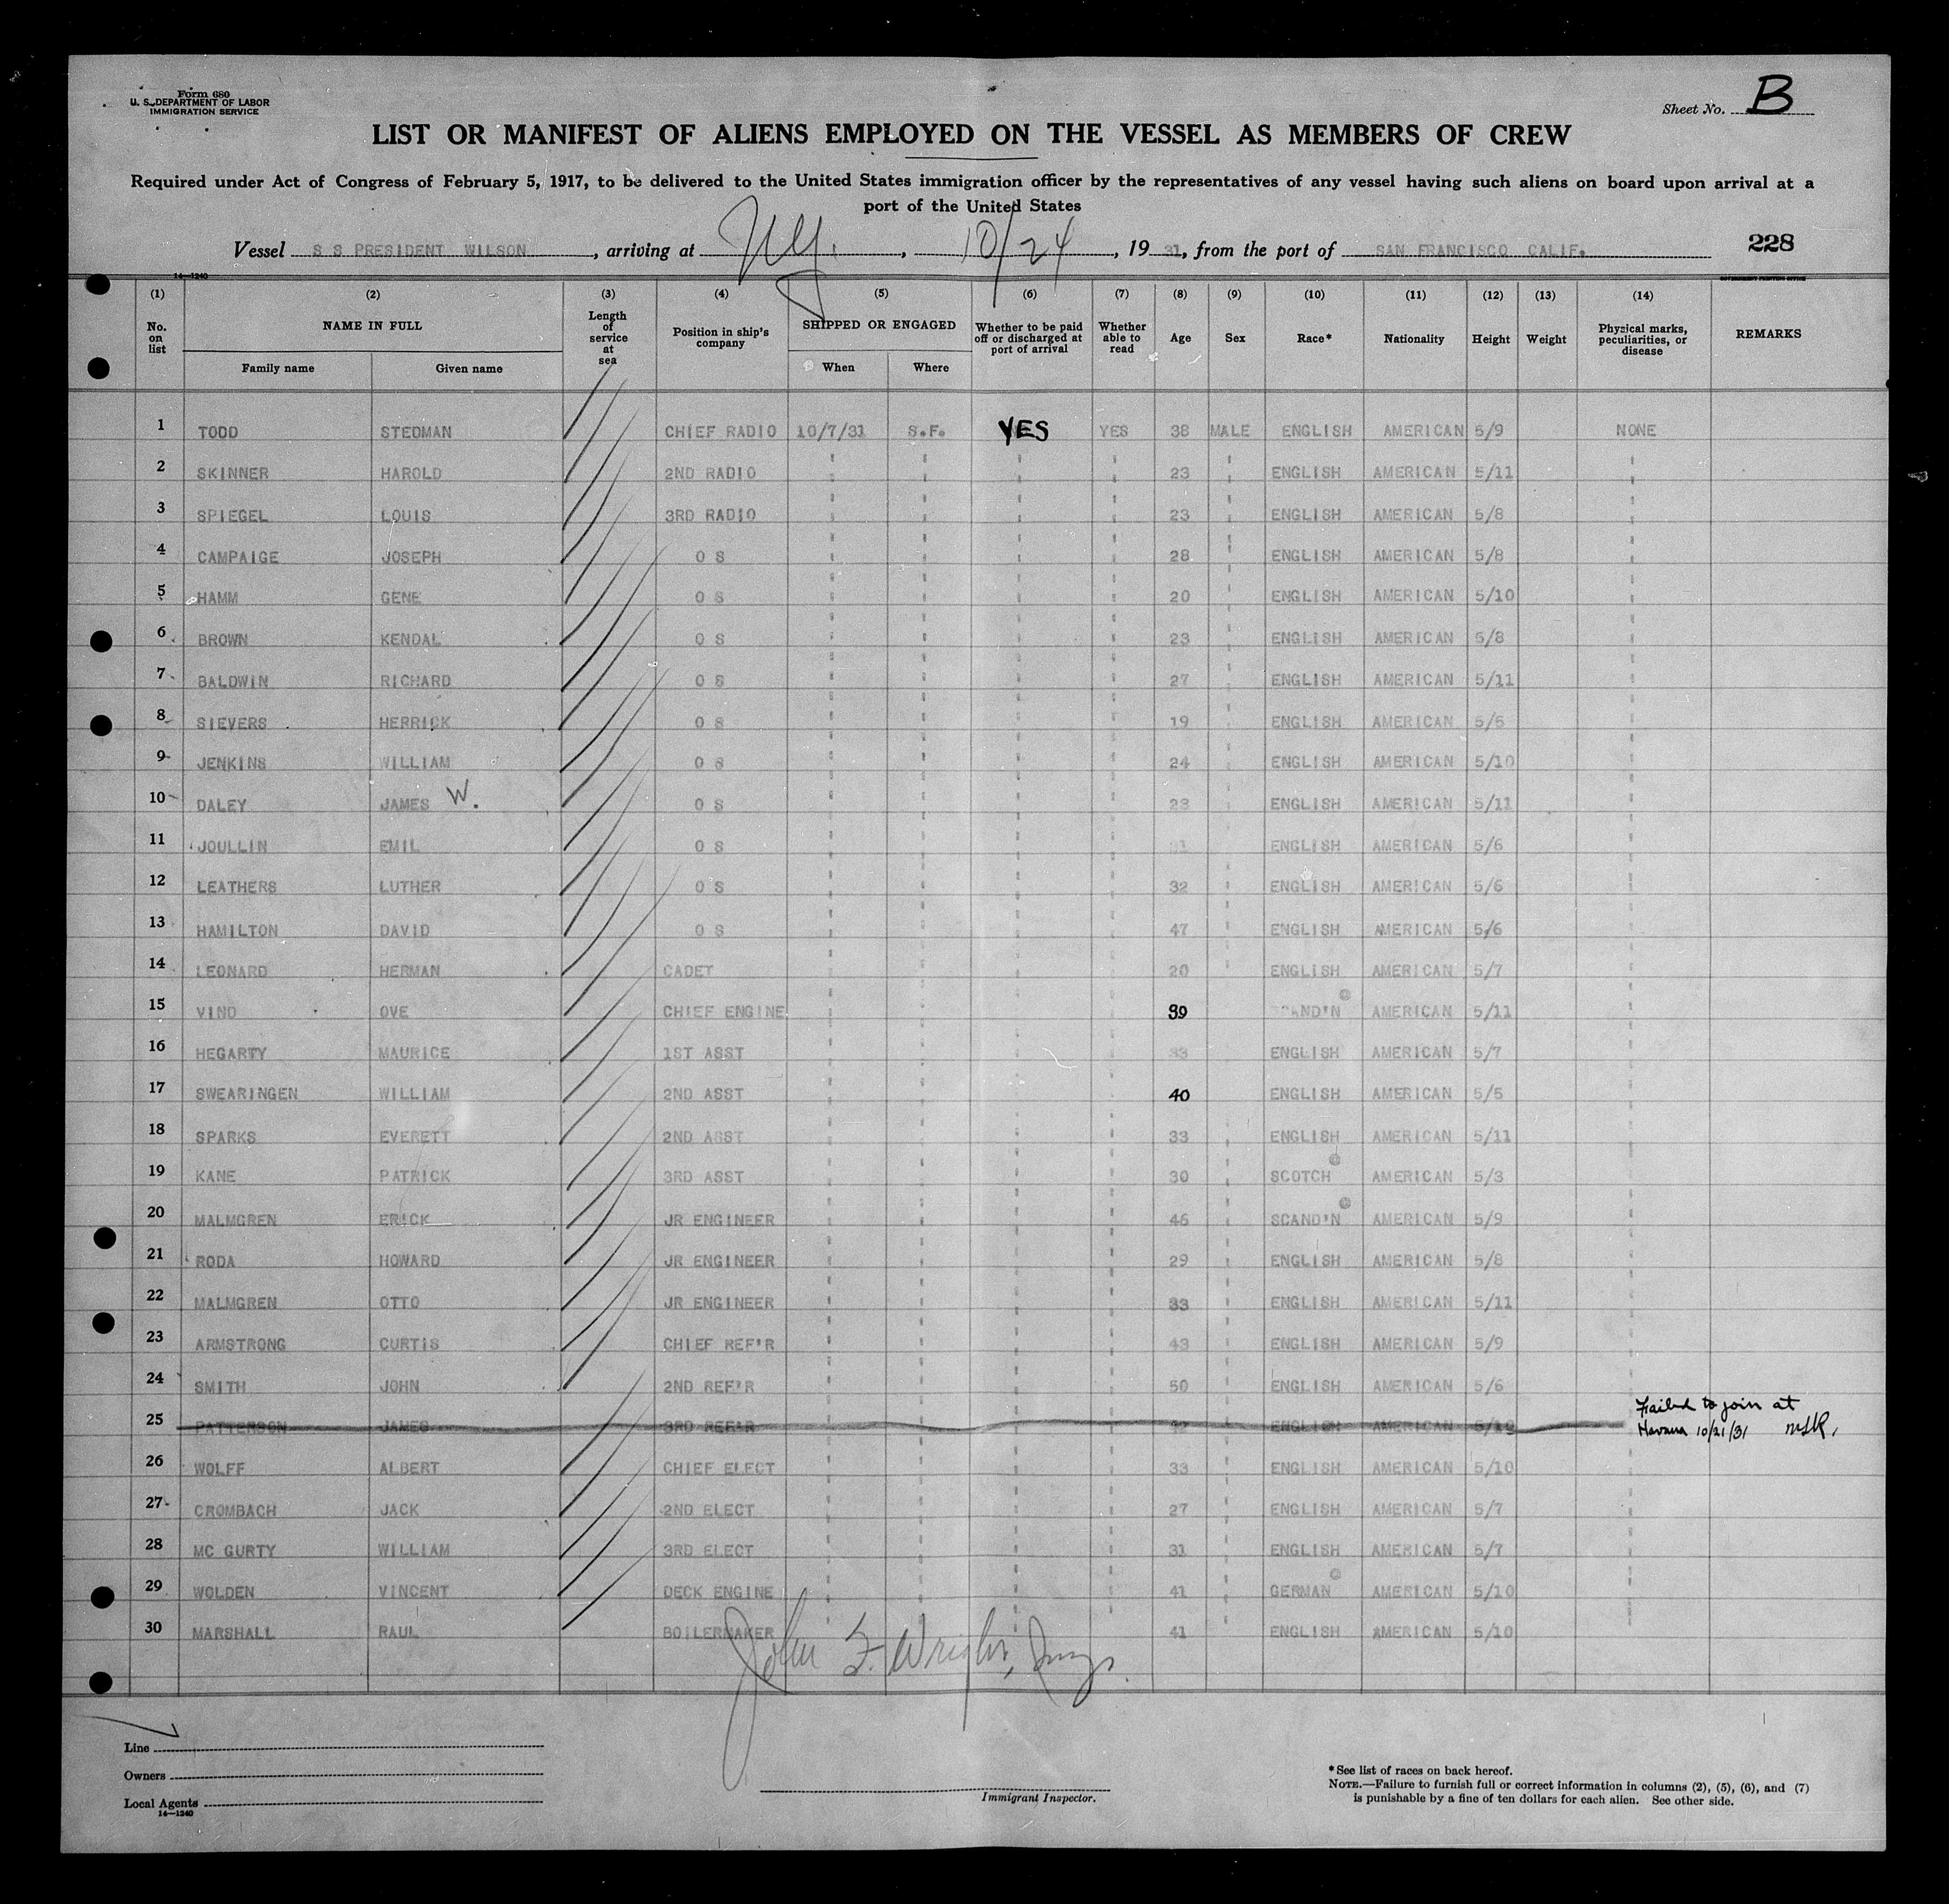 Form 680
U. S. DEPARTMENT OF LABOR
IMMIGRATION SERVICE
Sheet No. B
LIST OR MANIFEST OF ALIENS EMPLOYED ON THE VESSEL AS MEMBERS OF CREW
Required under Act of Congress of February 5, 1917, to be delivered to the United States immigration officer by the representatives of any vessel having such aliens on board upon arrival at a
port of the United States
Vessel S S PRESIDENT WILSON, arriving at N.Y., 10/24, 1931, from the port of SAN FRANCISCO CALIF. 228
14—1240
(1) (2) (3) (4) (5) (6) (7) (8) (9) (10) (11) (12) (13) (14)
No. on list NAME IN FULL Family name Given name Length of service at sea Position in ship's company SHIPPED OR ENGAGED When Where Whether to be paid off or discharged at port of arrival Whether able to read Age Sex Race* Nationality Height Weight Physical marks, peculiarities, or disease REMARKS
1 TODD STEDMAN CHIEF RADIO 10/7/31 S.F. YES YES 38 MALE ENGLISH AMERICAN 5/9 NONE
2 SKINNER HAROLD 2ND RADIO " " " " 23 " ENGLISH AMERICAN 5/11 "
3 SPIEGEL LOUIS 3RD RADIO " " " " 23 " ENGLISH AMERICAN 5/8 "
4 CAMPAIGE JOSEPH O S " " " " 28 " ENGLISH AMERICAN 5/8 "
5 HAMM GENE O S " " " " 20 " ENGLISH AMERICAN 5/10 "
6 BROWN KENDAL O S " " " " 23 " ENGLISH AMERICAN 5/8 "
7 BALDWIN RICHARD O S " " " " 27 " ENGLISH AMERICAN 5/11 "
8 SIEVERS HERRICK O S " " " " 19 " ENGLISH AMERICAN "
9 JENKINS WILLIAM O S " " " " 24 " ENGLISH AMERICAN 5/10 "
10 DALEY JAMES W. O S " " " " 23 " ENGLISH AMERICAN 5/11 "
11 JOULLIN EMIL O S " " " " " ENGLISH AMERICAN 5/6 "
12 LEATHERS LUTHER O S " " " " 32 " ENGLISH AMERICAN 5/6 "
13 HAMILTON DAVID O S " " " " 47 " ENGLISH AMERICAN 5/6 "
14 LEONARD HERMAN CADET " " " " 20 " ENGLISH AMERICAN 5/7 "
15 VIND OVE CHIEF ENGINE " " " " 39 SCAND'N AMERICAN 5/11 "
16 HEGARTY MAURICE 1ST ASST " " " " 33 ENGLISH AMERICAN 5/7 "
17 SWEARINGEN WILLIAM 2ND ASST " " " " 40 ENGLISH AMERICAN 5/5 "
18 SPARKS EVERETT 2ND ASST " " " " 33 " ENGLISH AMERICAN 5/11 "
19 KANE PATRICK 3RD ASST " " " " 30 " SCOTCH AMERICAN 5/3 "
20 MALMGREN ERICK JR ENGINEER " " " " 46 " SCAND'N AMERICAN 5/9 "
21 RODA HOWARD JR ENGINEER " " " " 29 " ENGLISH AMERICAN 5/8 "
22 MALMGREN OTTO JR ENGINEER " " " " 33 " ENGLISH AMERICAN 5/11 "
23 ARMSTRONG CURTIS CHIEF REF'R " " " " 43 " ENGLISH AMERICAN 5/9 "
24 SMITH JOHN 2ND REF'R " " " " 50 " ENGLISH AMERICAN 5/6 "
25 PATTERSON JAMES 3RD REF'R ENGLISH AMERICAN Failed to join at
Havana 10/21/31
26 WOLFF ALBERT CHIEF ELECT " " " " 33 " ENGLISH AMERICAN 5/10 "
27 CROMBACH JACK 2ND ELECT " " " " 27 " ENGLISH AMERICAN 5/7 "
28 MC GURTY WILLIAM 3RD ELECT " " " " 31 " ENGLISH AMERICAN 5/7 "
29 WOLDEN VINCENT DECK ENGINE " " " " 41 " GERMAN AMERICAN 5/10 "
30 MARSHALL RAUL BOILERMAKER " " " " 41 " ENGLISH AMERICAN 5/10 "
John F. Wright, Insp.
Line
Owners
Local Agents
14—1240
Immigrant Inspector.
*See list of races on back hereof.
NOTE.—Failure to furnish full or correct information in columns (2), (5), (6), and (7)
is punishable by a fine of ten dollars for each alien. See other side.